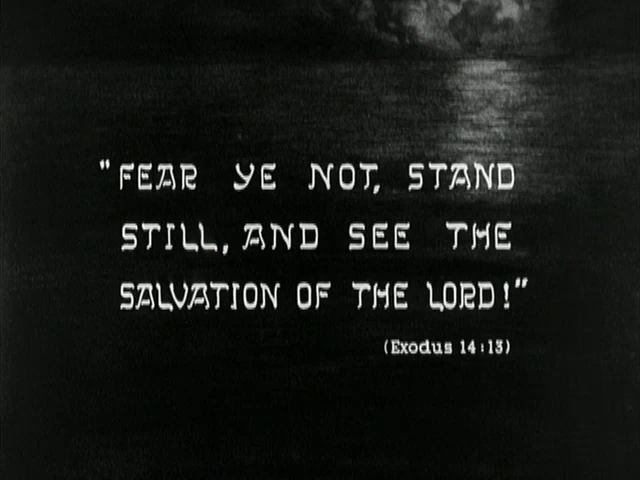 "FEAR YE NOT, STAND
STILL, AND SEE THE
SALVATION OF THE LORD!"
(Exodus 14:13)